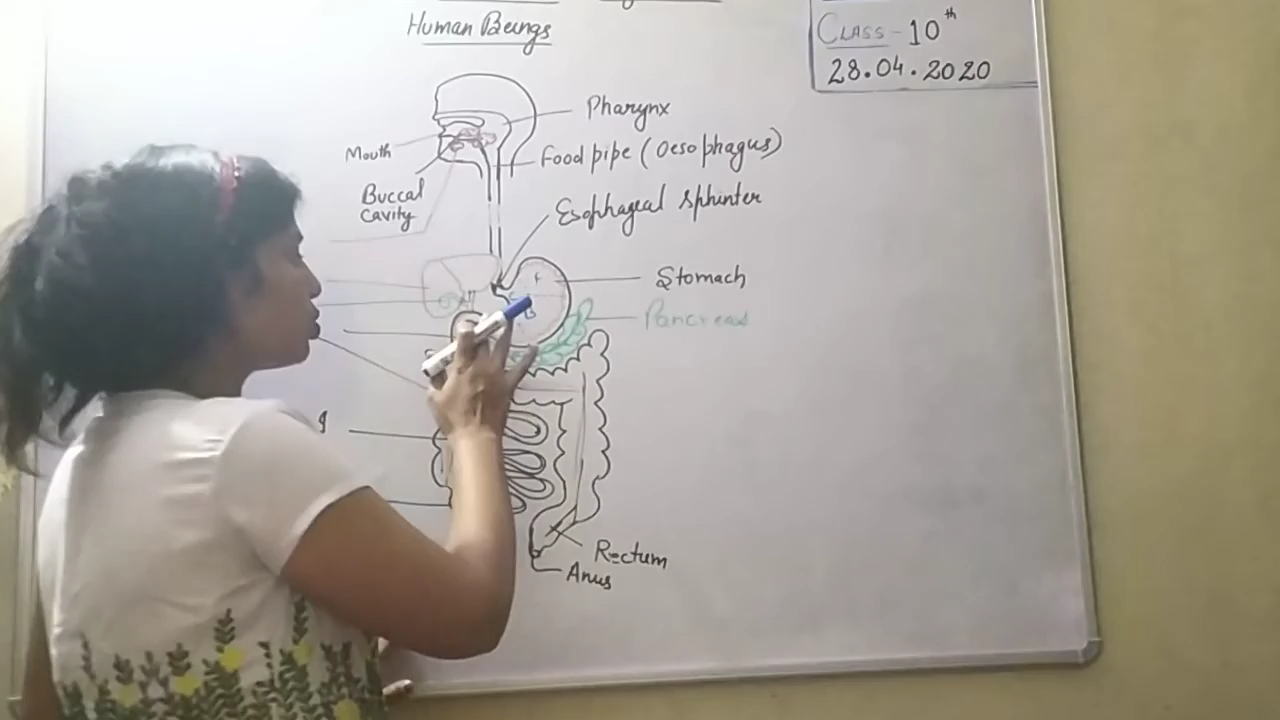 Human Beings
CLASS - 10th
28.04.2020
Pharynx
Mouth
Food pipe (Oesophagus)
Buccal
Cavity
Esophageal Sphinter
Stomach
Pancreas
Rectum
Anus